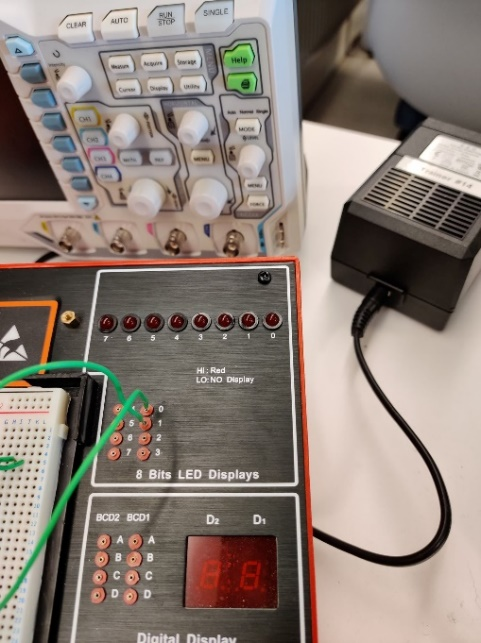 CLEAR
AUTO
RUN
STOP
SINGLE
Measure
Acquire
Storage
Help
Cursor
Display
Utility
CH1
CH2
CH3
CH4
MODE
MATH
REF
MENU
MENU
FORCE
7 6 5 4 3 2 1 0
Hi : Red
LO:NO Display
0
5 1
6 2
7 3
8 Bits LED Displays
BCD2 BCD1
D2 D1
A A
B B
C C
D D
Digital Display